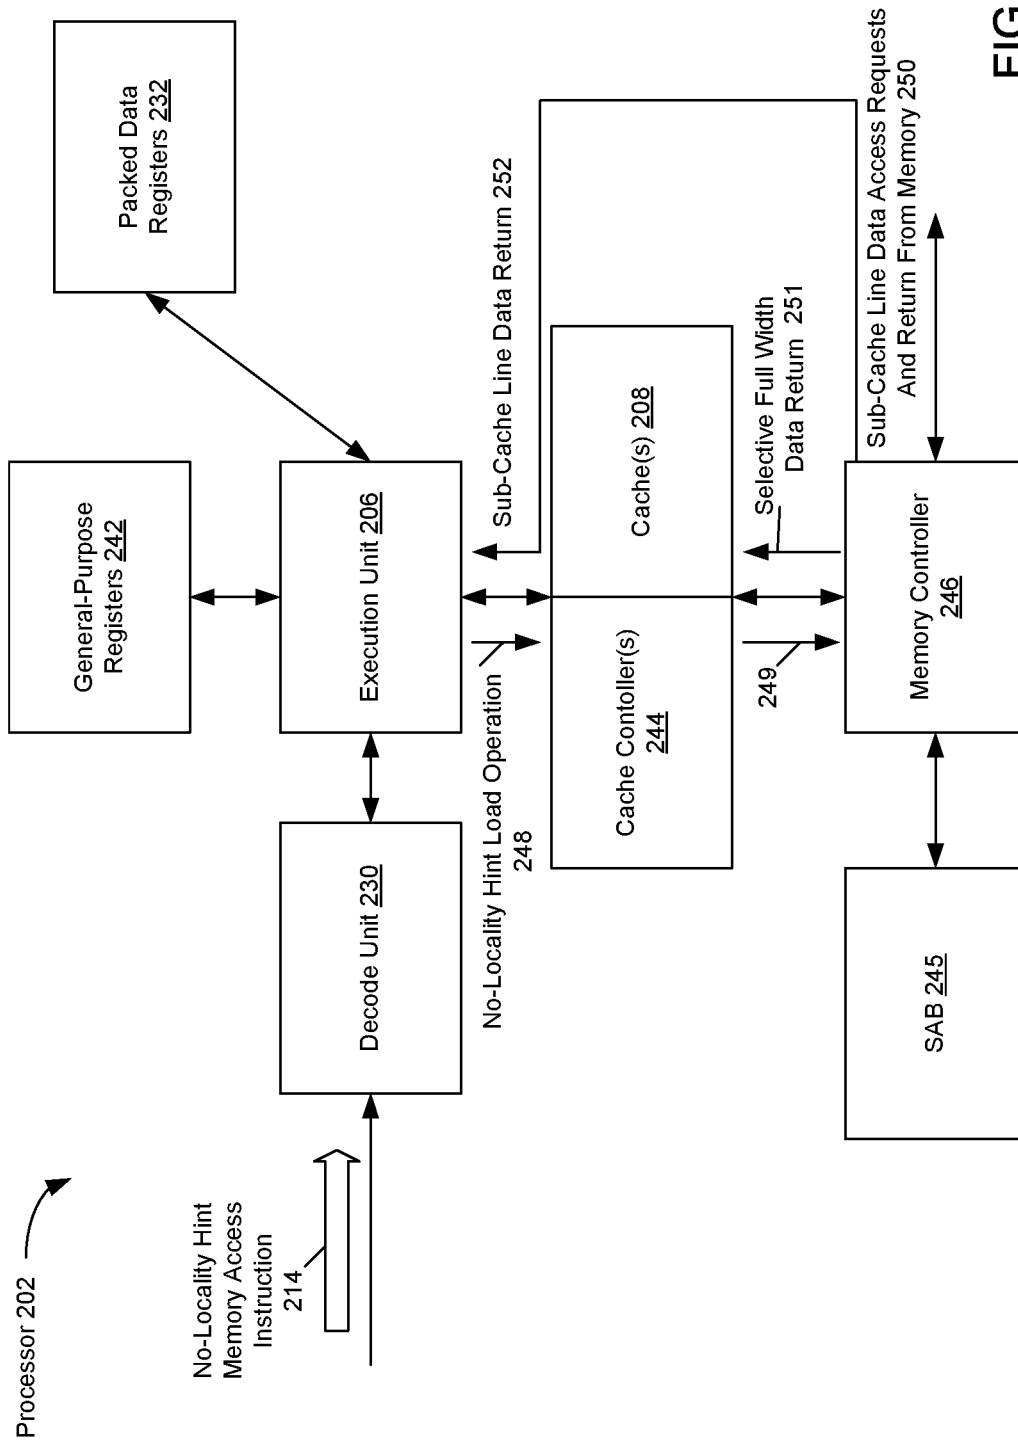 Processor 202
No-Locality Hint
Memory Access
Instruction
214
Decode Unit 230
General-Purpose
Registers 242
Execution Unit 206
Packed Data
Registers 232
No-Locality Hint Load Operation
248
Sub-Cache Line Data Return 252
Cache Contoller(s)
244
Cache(s) 208
249
Selective Full Width
Data Return 251
SAB 245
Memory Controller
246
Sub-Cache Line Data Access Requests
And Return From Memory 250
FIG